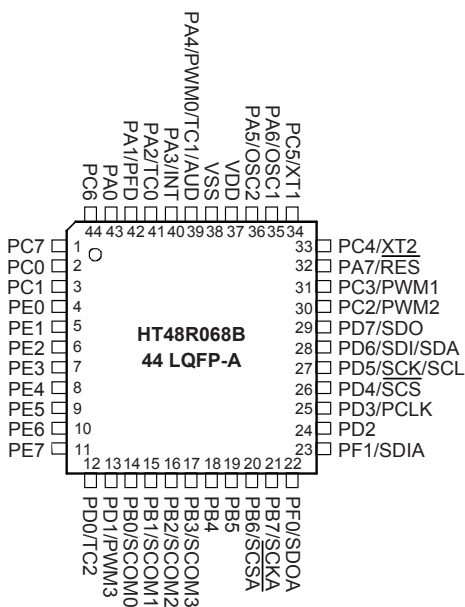 PC6
PA0
PA1/PFD
PA2/TC0
PA3/INT
PA4/PWM0/TC1/AUD
VSS
VDD
PA5/OSC2
PA6/OSC1
PC5/XT1
44 43 42 41 40 39 38 37 36 35 34
PC7 1
PC0 2
PC1 3
PE0 4
PE1 5
PE2 6
PE3 7
PE4 8
PE5 9
PE6 10
PE7 11
HT48R068B
44 LQFP-A
33 PC4/XT2
32 PA7/RES
31 PC3/PWM1
30 PC2/PWM2
29 PD7/SDO
28 PD6/SDI/SDA
27 PD5/SCK/SCL
26 PD4/SCS
25 PD3/PCLK
24 PD2
23 PF1/SDIA
12 13 14 15 16 17 18 19 20 21 22
PD0/TC2
PD1/PWM3
PB0/SCOM0
PB1/SCOM1
PB2/SCOM2
PB3/SCOM3
PB4
PB5
PB6/SCSA
PB7/SCKA
PF0/SDOA